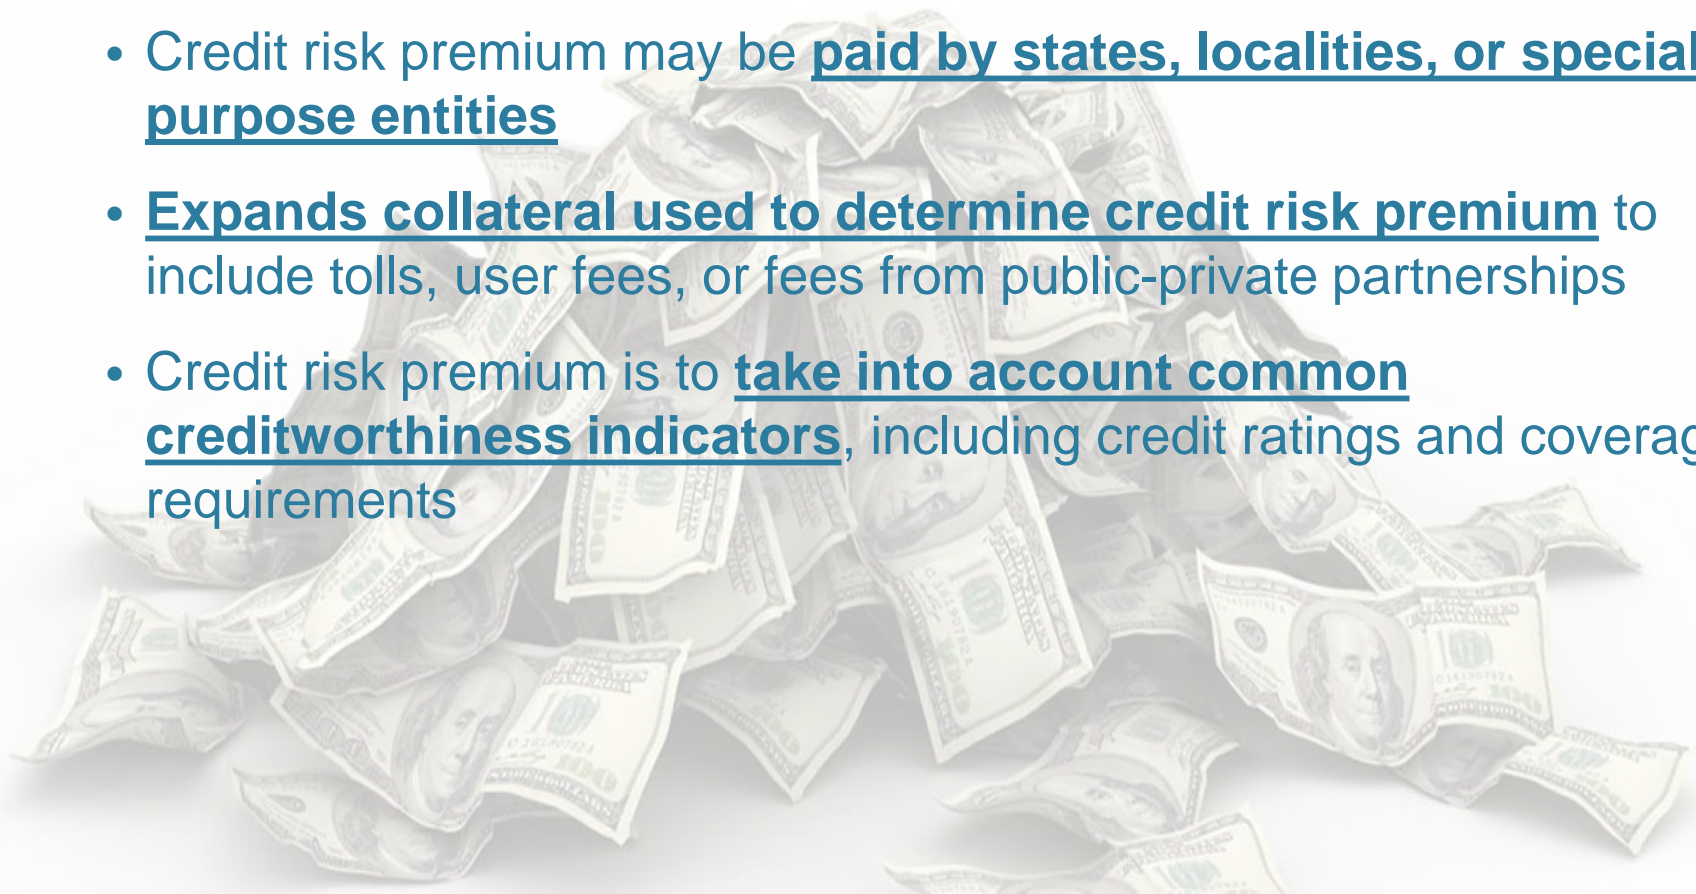 • Credit risk premium may be paid by states, localities, or special
purpose entities
• Expands collateral used to determine credit risk premium to
include tolls, user fees, or fees from public-private partnerships
• Credit risk premium is to take into account common
creditworthiness indicators, including credit ratings and coverag
requirements